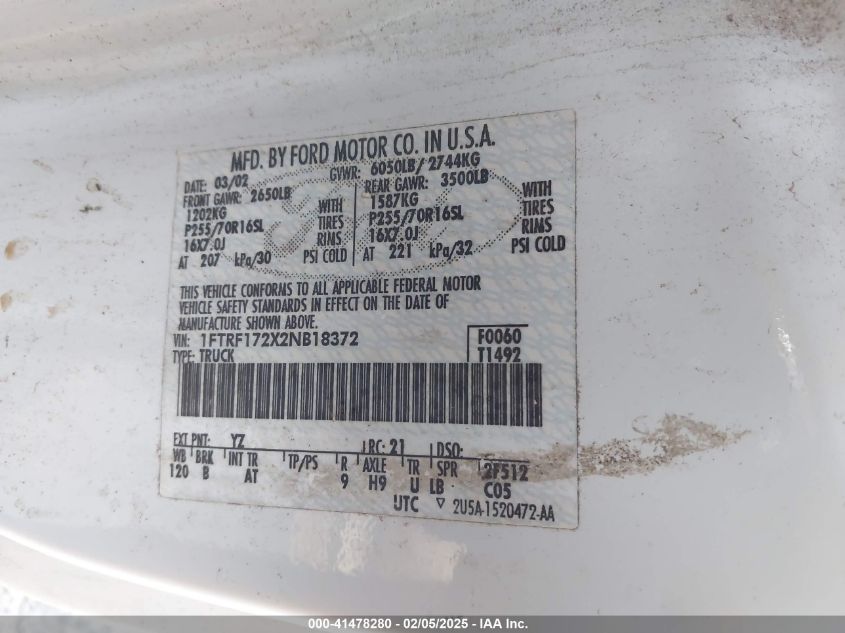 MFD. BY FORD MOTOR CO. IN U.S.A.
DATE: 03/02 GVWR: 6050LB/ 2744KG
FRONT GAWR: 2650LB REAR GAWR: 3500LB
1202KG WITH 1587KG WITH
P255/70R16SL TIRES P255/70R16SL TIRES
16X7.0J RIMS 16X7.0J RIMS
AT 207 kPa/30 PSI COLD AT 221 kPa/32 PSI COLD
THIS VEHICLE CONFORMS TO ALL APPLICABLE FEDERAL MOTOR
VEHICLE SAFETY STANDARDS IN EFFECT ON THE DATE OF
MANUFACTURE SHOWN ABOVE.
VIN: 1FTRF172X2NB18372 F0060
TYPE: TRUCK T1492
EXT PNT: YZ RC: 21 DSO:
WB BRK INT TR TP/PS R AXLE TR SPR 2F512
120 B AT 9 H9 U LB C05
UTC ▽ 2U5A-1520472-AA
000-41478280 - 02/05/2025 - IAA Inc.